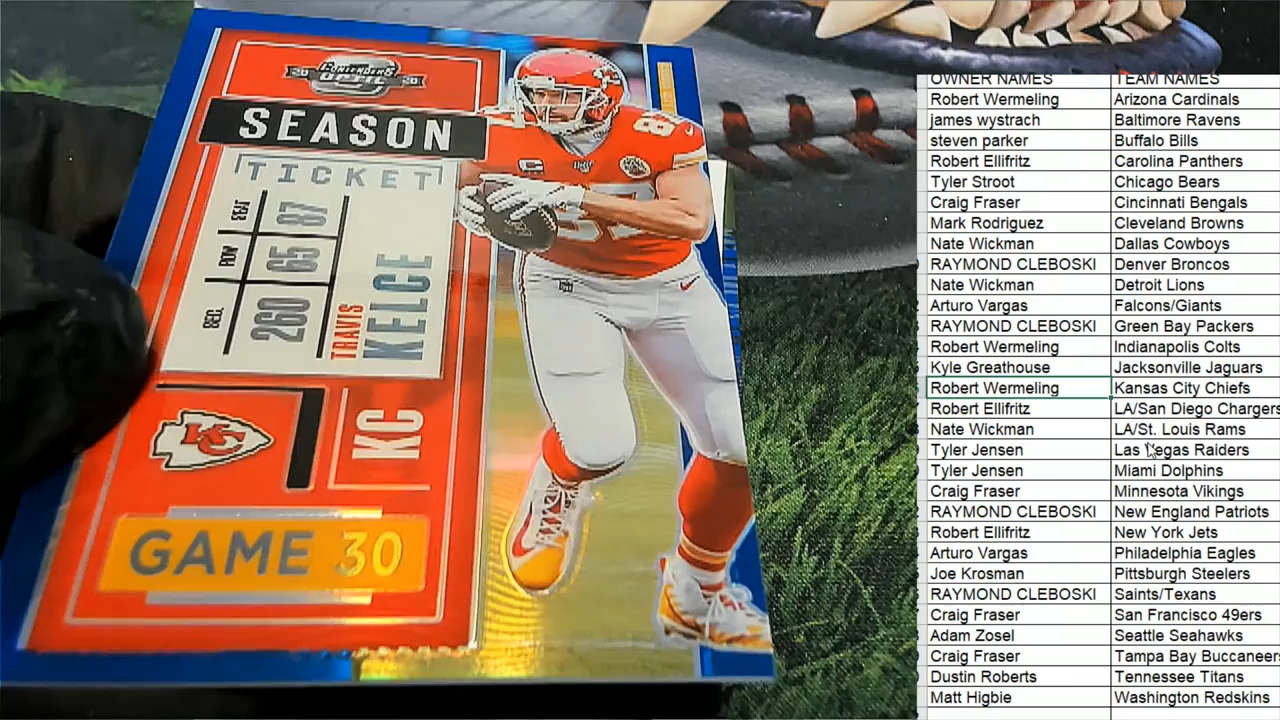 CONTENDERS
OPTIC
20 20
SEASON
TICKET
SEC. ROW SEAT
260 65 87
TRAVIS
KELCE
KC
GAME 30
87
C
OWNER NAMES TEAM NAMES
Robert Wermeling Arizona Cardinals
james wystrach Baltimore Ravens
steven parker Buffalo Bills
Robert Ellifritz Carolina Panthers
Tyler Stroot Chicago Bears
Craig Fraser Cincinnati Bengals
Mark Rodriguez Cleveland Browns
Nate Wickman Dallas Cowboys
RAYMOND CLEBOSKI Denver Broncos
Nate Wickman Detroit Lions
Arturo Vargas Falcons/Giants
RAYMOND CLEBOSKI Green Bay Packers
Robert Wermeling Indianapolis Colts
Kyle Greathouse Jacksonville Jaguars
Robert Wermeling Kansas City Chiefs
Robert Ellifritz LA/San Diego Chargers
Nate Wickman LA/St. Louis Rams
Tyler Jensen Las Vegas Raiders
Tyler Jensen Miami Dolphins
Craig Fraser Minnesota Vikings
RAYMOND CLEBOSKI New England Patriots
Robert Ellifritz New York Jets
Arturo Vargas Philadelphia Eagles
Joe Krosman Pittsburgh Steelers
RAYMOND CLEBOSKI Saints/Texans
Craig Fraser San Francisco 49ers
Adam Zosel Seattle Seahawks
Craig Fraser Tampa Bay Buccaneers
Dustin Roberts Tennessee Titans
Matt Higbie Washington Redskins